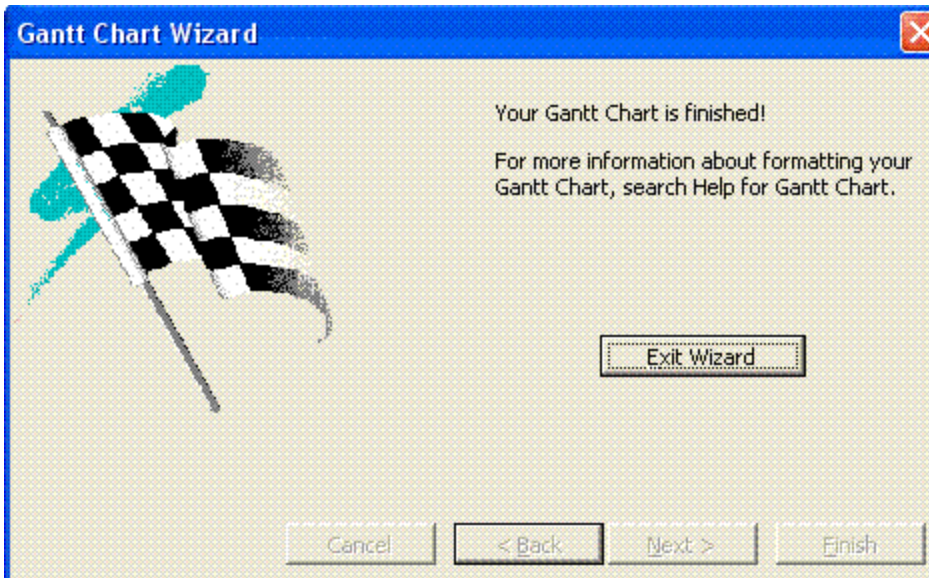 Gantt Chart Wizard
Your Gantt Chart is finished!
For more information about formatting your
Gantt Chart, search Help for Gantt Chart.
Exit Wizard
Cancel
< Back
Next >
Finish